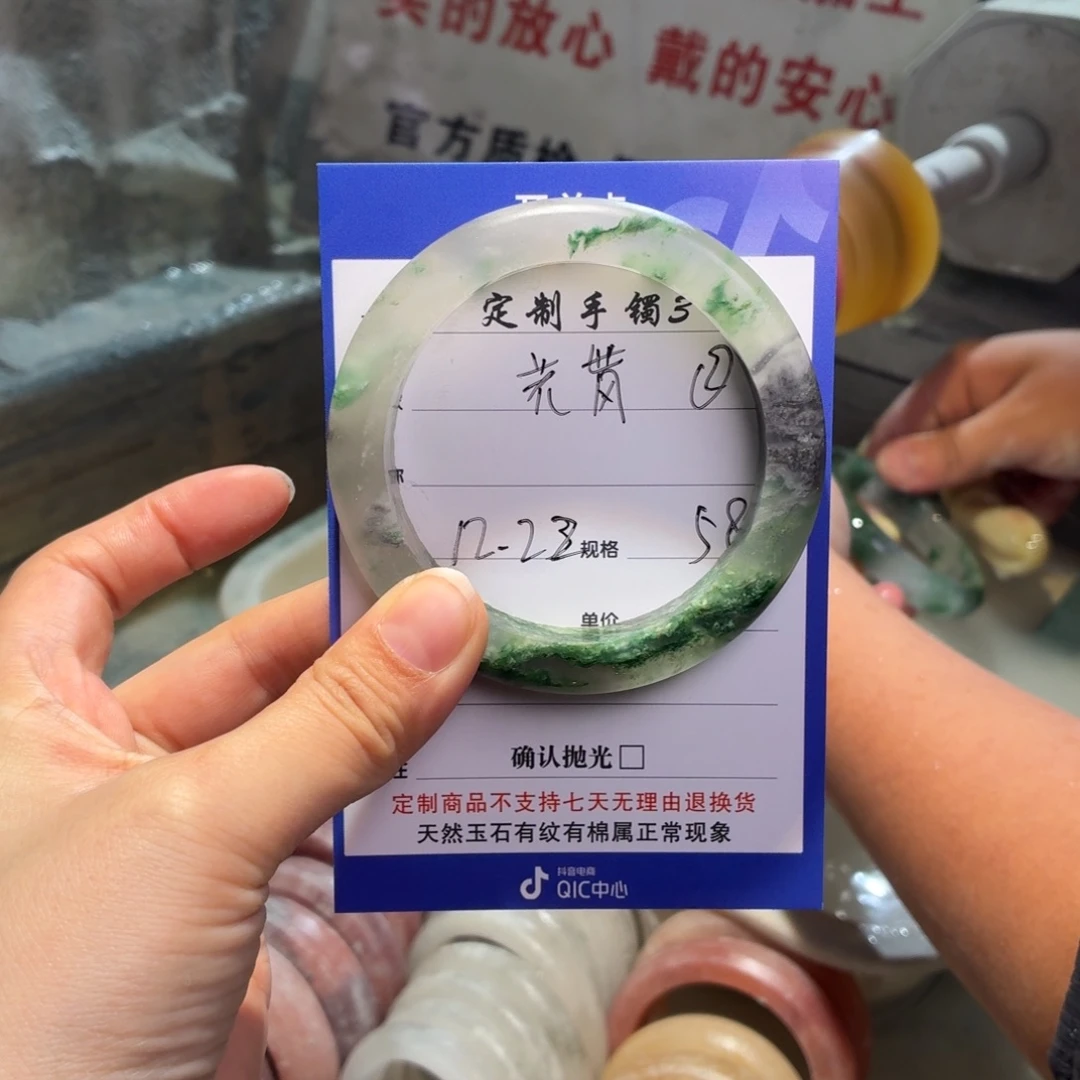 的放心 戴的安心
官方质检
定制手镯
②
12-23 规格 58
单价
确认抛光□
定制商品不支持七天无理由退换货
天然玉石有纹有棉属正常现象
抖音电商
QIC中心